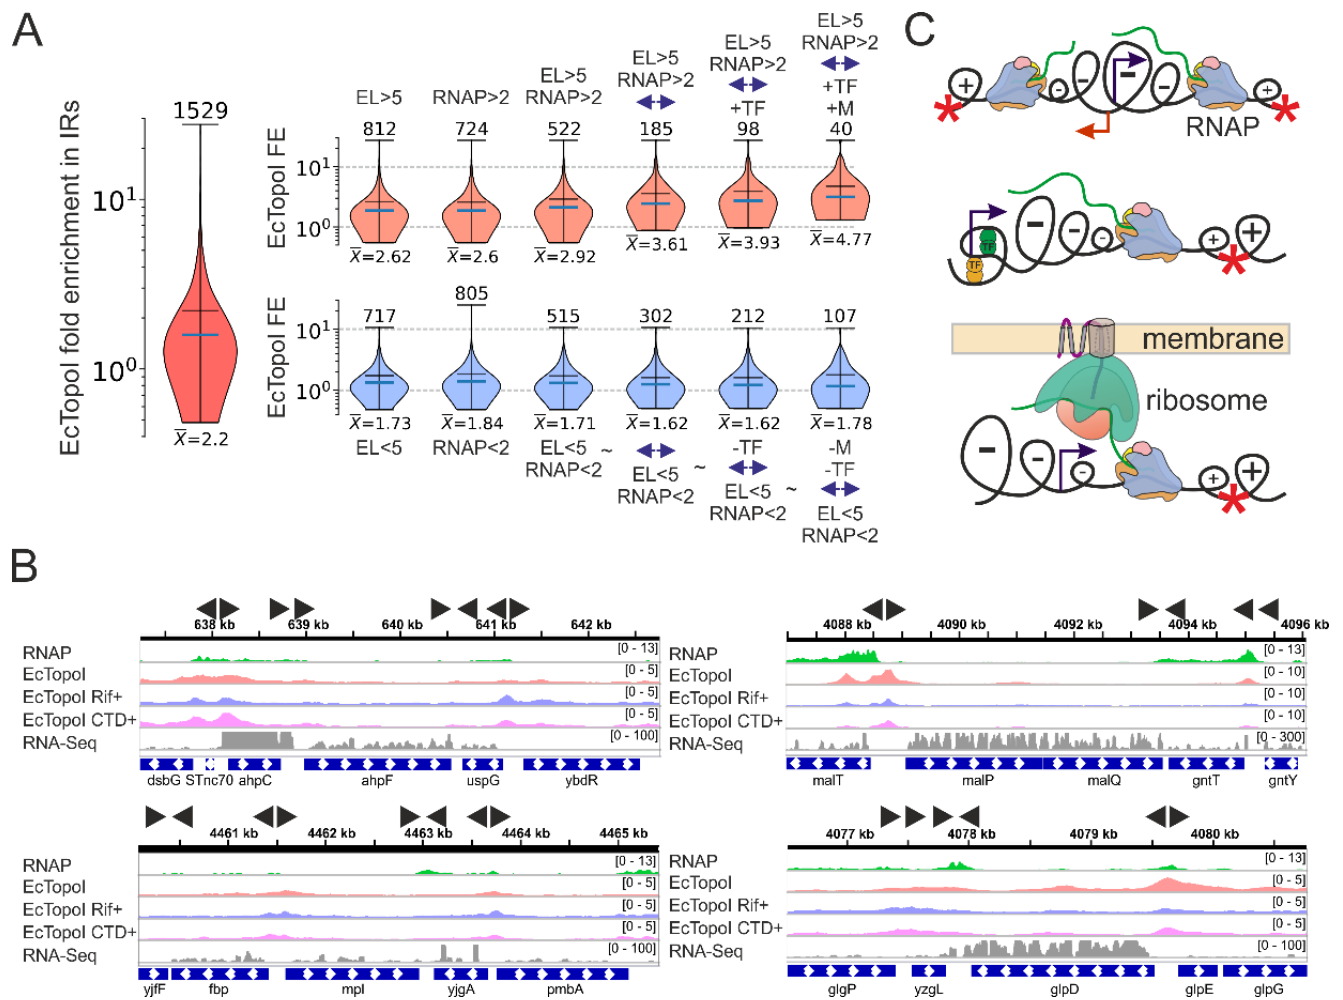 A
EcTopoI fold enrichment in IRs
10¹
10⁰
1529
X̄=2.2
EcTopoI FE
10¹
10⁰
EL>5
812
X̄=2.62
RNAP>2
724
X̄=2.6
EL>5
RNAP>2
522
X̄=2.92
EL>5
RNAP>2
185
X̄=3.61
EL>5
RNAP>2
+TF
98
X̄=3.93
EL>5
RNAP>2
+TF
+M
40
X̄=4.77
EcTopoI FE
10¹
10⁰
717
X̄=1.73
EL<5
805
X̄=1.84
RNAP<2
515
X̄=1.71
EL<5
RNAP<2
~
302
X̄=1.62
EL<5
RNAP<2
~
212
X̄=1.62
-TF
EL<5
RNAP<2
~
107
X̄=1.78
-M
-TF
EL<5
RNAP<2
C
+ - - - +
RNAP
TF
TF
- - - + +
membrane
ribosome
- - - + +
B
638 kb 639 kb 640 kb 641 kb 642 kb
RNAP [0 - 13]
EcTopoI [0 - 5]
EcTopoI Rif+ [0 - 5]
EcTopoI CTD+ [0 - 5]
RNA-Seq [0 - 100]
dsbG STnc70 ahpC ahpF uspG ybdR
4088 kb 4090 kb 4092 kb 4094 kb 4096 kb
RNAP [0 - 13]
EcTopoI [0 - 10]
EcTopoI Rif+ [0 - 10]
EcTopoI CTD+ [0 - 10]
RNA-Seq [0 - 300]
malT malP malQ gntT gntY
4461 kb 4462 kb 4463 kb 4464 kb 4465 kb
RNAP [0 - 13]
EcTopoI [0 - 5]
EcTopoI Rif+ [0 - 5]
EcTopoI CTD+ [0 - 5]
RNA-Seq [0 - 100]
yjfF fbp mpl yjgA pmbA
4077 kb 4078 kb 4079 kb 4080 kb
RNAP [0 - 13]
EcTopoI [0 - 5]
EcTopoI Rif+ [0 - 5]
EcTopoI CTD+ [0 - 5]
RNA-Seq [0 - 100]
glgP yzgL glpD glpE glpG